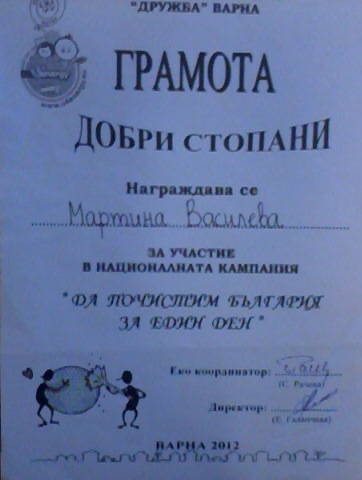 "ДРУЖБА" ВАРНА
ГРАМОТА
ДОБРИ СТОПАНИ
Награждава се
Мартина Василева
ЗА УЧАСТИЕ
В НАЦИОНАЛНАТА КАМПАНИЯ
"ДА ПОЧИСТИМ БЪЛГАРИЯ
ЗА ЕДИН ДЕН"
Еко координатор:
(С. Рачева)
Директор:
ВАРНА 2012